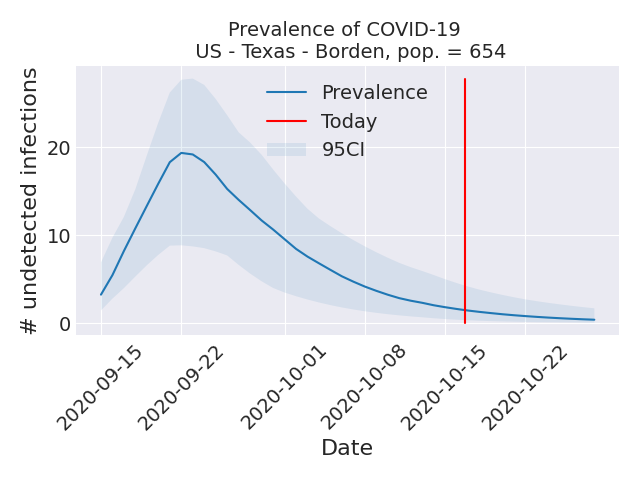 Prevalence of COVID-19
US - Texas - Borden, pop. = 654
# undetected infections
20
10
0
Prevalence
Today
95CI
2020-09-15
2020-09-22
2020-10-01
2020-10-08
2020-10-15
2020-10-22
Date